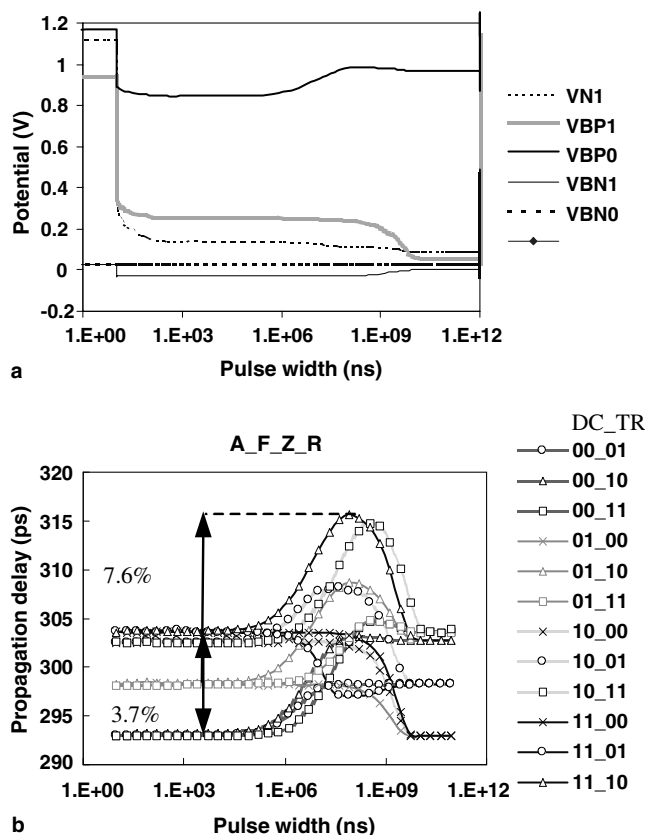 1.2
1
0.8
0.6
0.4
0.2
0
-0.2
Potential (V)
1.E+00 1.E+03 1.E+06 1.E+09 1.E+12
Pulse width (ns)
VN1
VBP1
VBP0
VBN1
VBN0
a
A_F_Z_R
DC_TR
320
315
310
305
300
295
290
Propagation delay (ps)
7.6%
3.7%
1.E+00 1.E+03 1.E+06 1.E+09 1.E+12
Pulse width (ns)
00_01
00_10
00_11
01_00
01_10
01_11
10_00
10_01
10_11
11_00
11_01
11_10
b